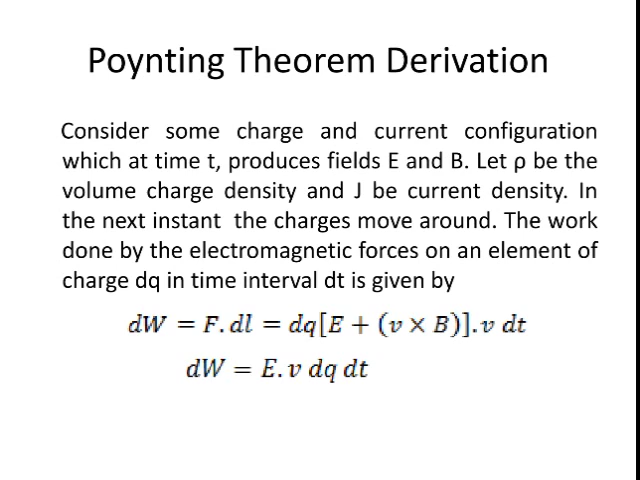 Poynting Theorem Derivation
Consider some charge and current configuration
which at time t, produces fields E and B. Let ρ be the
volume charge density and J be current density. In
the next instant the charges move around. The work
done by the electromagnetic forces on an element of
charge dq in time interval dt is given by
dW = F. dl = dq[E + (v × B)]. v dt
dW = E. v dq dt